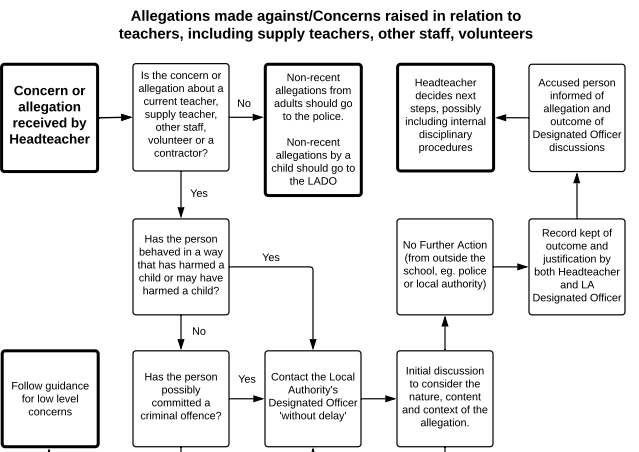 Allegations made against/Concerns raised in relation to
teachers, including supply teachers, other staff, volunteers
Concern or
allegation
received by
Headteacher
Is the concern or
allegation about a
current teacher,
supply teacher,
other staff,
volunteer or a
contractor?
No
Non-recent
allegations from
adults should go
to the police.
Non-recent
allegations by a
child should go to
the LADO
Headteacher
decides next
steps, possibly
including internal
disciplinary
procedures
Accused person
informed of
allegation and
outcome of
Designated Officer
discussions
Yes
Has the person
behaved in a way
that has harmed a
child or may have
harmed a child?
Yes
No Further Action
(from outside the
school, eg. police
or local authority)
Record kept of
outcome and
justification by
both Headteacher
and LA
Designated Officer
No
Follow guidance
for low level
concerns
Has the person
possibly
committed a
criminal offence?
Yes
Contact the Local
Authority's
Designated Officer
'without delay'
Initial discussion
to consider the
nature, content
and context of the
allegation.